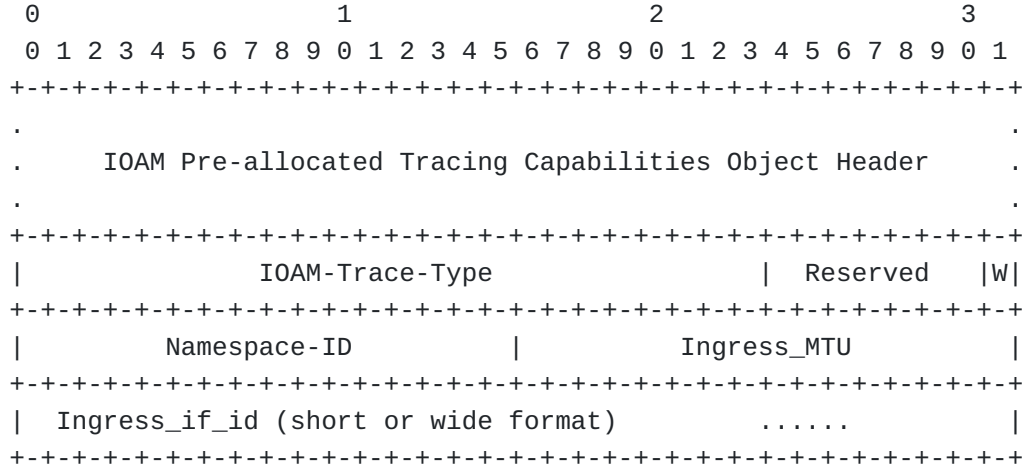 0                   1                   2                   3
 0 1 2 3 4 5 6 7 8 9 0 1 2 3 4 5 6 7 8 9 0 1 2 3 4 5 6 7 8 9 0 1
+-+-+-+-+-+-+-+-+-+-+-+-+-+-+-+-+-+-+-+-+-+-+-+-+-+-+-+-+-+-+-+-+
.                                                               .
.     IOAM Pre-allocated Tracing Capabilities Object Header     .
.                                                               .
+-+-+-+-+-+-+-+-+-+-+-+-+-+-+-+-+-+-+-+-+-+-+-+-+-+-+-+-+-+-+-+-+
|               IOAM-Trace-Type                 |  Reserved   |W|
+-+-+-+-+-+-+-+-+-+-+-+-+-+-+-+-+-+-+-+-+-+-+-+-+-+-+-+-+-+-+-+-+
|         Namespace-ID          |          Ingress_MTU          |
+-+-+-+-+-+-+-+-+-+-+-+-+-+-+-+-+-+-+-+-+-+-+-+-+-+-+-+-+-+-+-+-+
|  Ingress_if_id (short or wide format)         ......          |
+-+-+-+-+-+-+-+-+-+-+-+-+-+-+-+-+-+-+-+-+-+-+-+-+-+-+-+-+-+-+-+-+